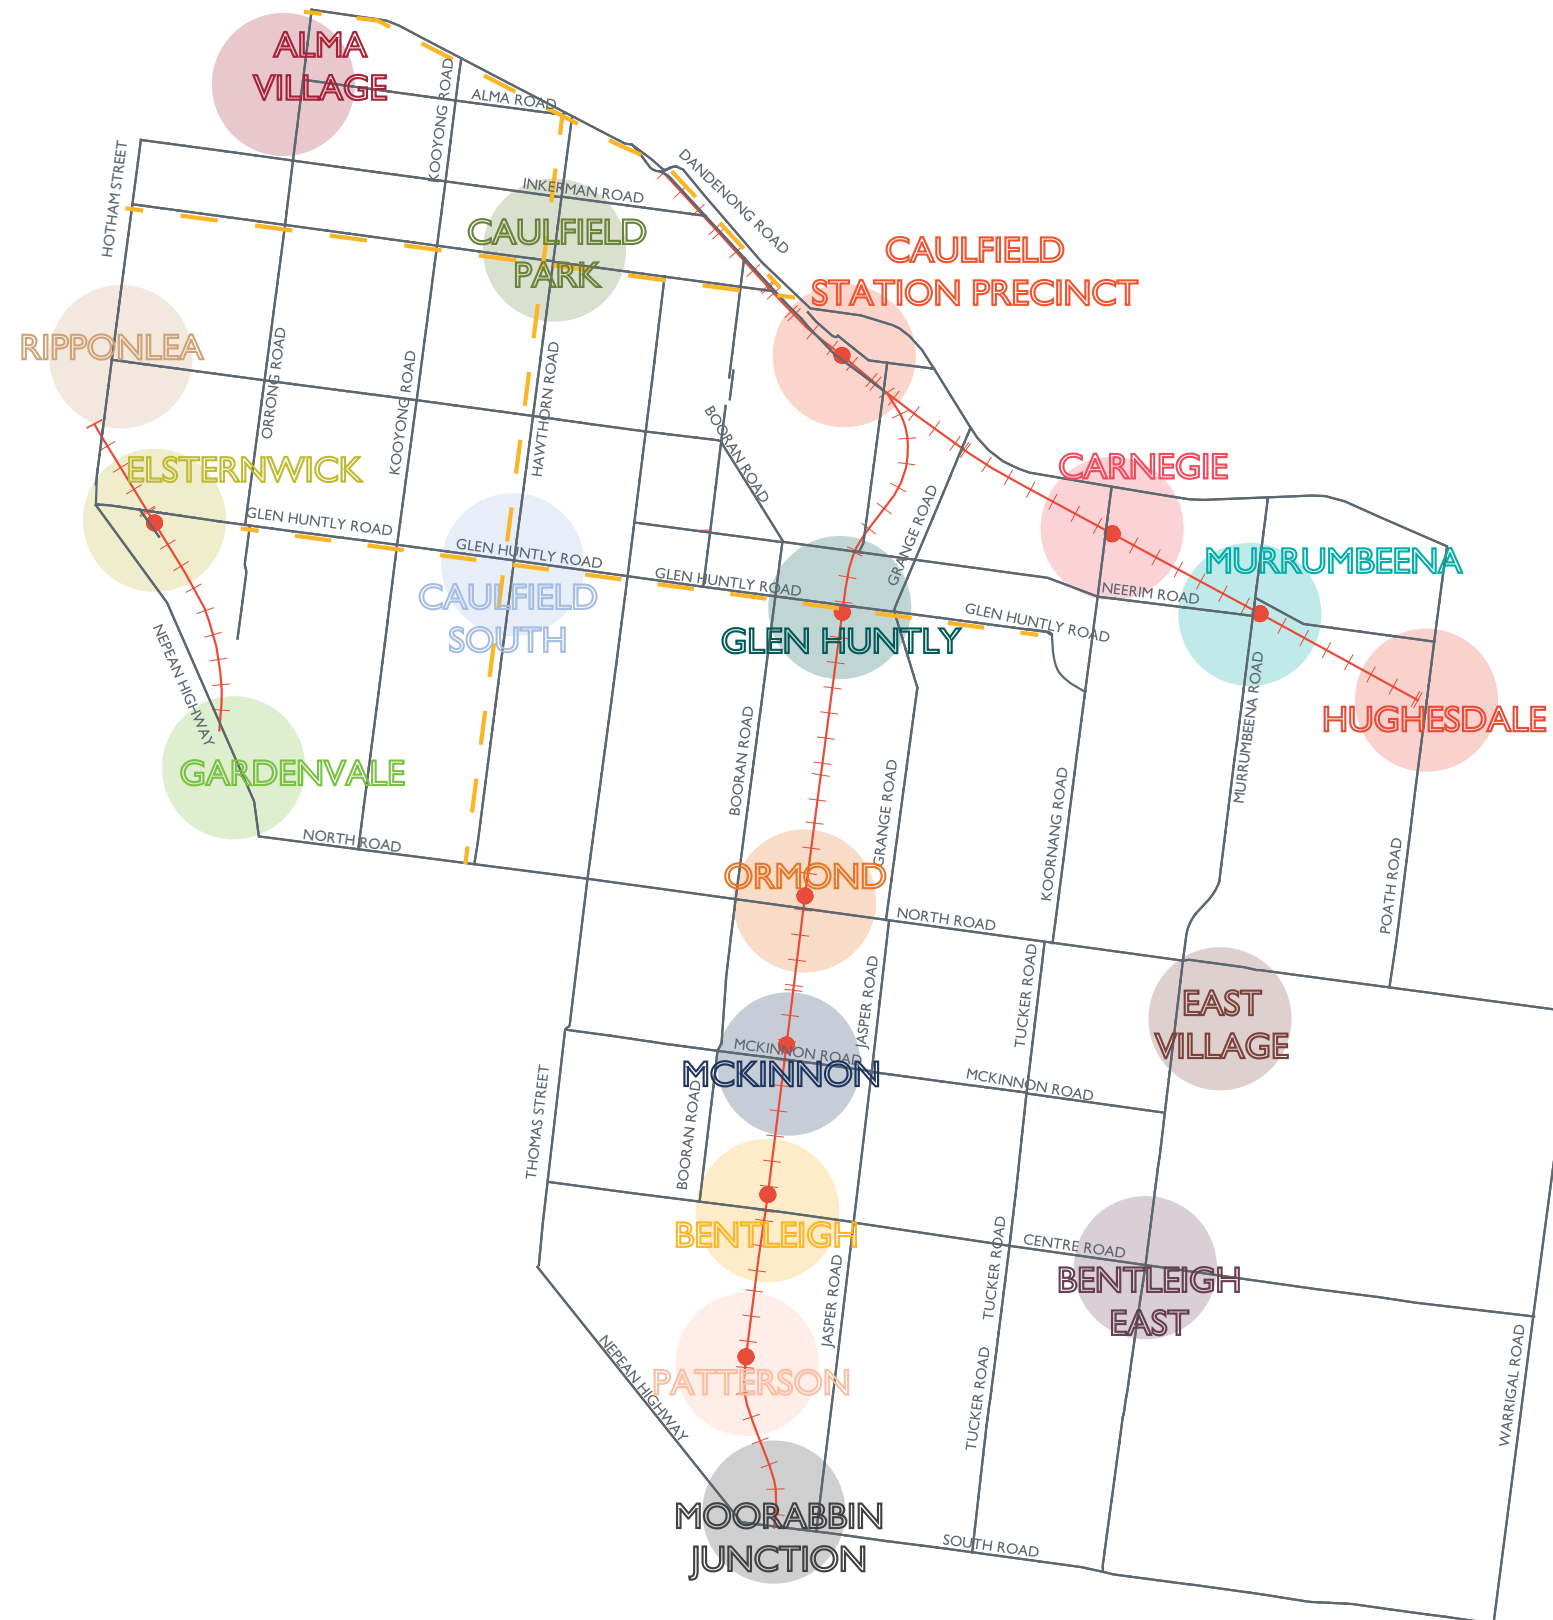 ALMA
VILLAGE
KOOYONG ROAD
ALMA ROAD
HOTHAM STREET
INKERMAN ROAD
DANDENONG ROAD
CAULFIELD
PARK
CAULFIELD
STATION PRECINCT
RIPPONLEA
ORRONG ROAD
KOOYONG ROAD
HAWTHORN ROAD
BOORAN ROAD
ELSTERNWICK
CARNEGIE
GLEN HUNTLY ROAD
GLEN HUNTLY ROAD
GLEN HUNTLY ROAD
GRANGE ROAD
MURRUMBEENA
NEERIM ROAD
CAULFIELD
SOUTH
GLEN HUNTLY
GLEN HUNTLY ROAD
NEPEAN HIGHWAY
MURRUMBEENA ROAD
HUGHESDALE
GARDENVALE
BOORAN ROAD
GRANGE ROAD
KOORNANG ROAD
POATH ROAD
NORTH ROAD
ORMOND
NORTH ROAD
JASPER ROAD
TUCKER ROAD
EAST
VILLAGE
MCKINNON ROAD
MCKINNON
MCKINNON ROAD
THOMAS STREET
BOORAN ROAD
BENTLEIGH
CENTRE ROAD
TUCKER ROAD
BENTLEIGH
EAST
JASPER ROAD
NEPEAN HIGHWAY
PATTERSON
TUCKER ROAD
WARRIGAL ROAD
MOORABBIN
JUNCTION
SOUTH ROAD